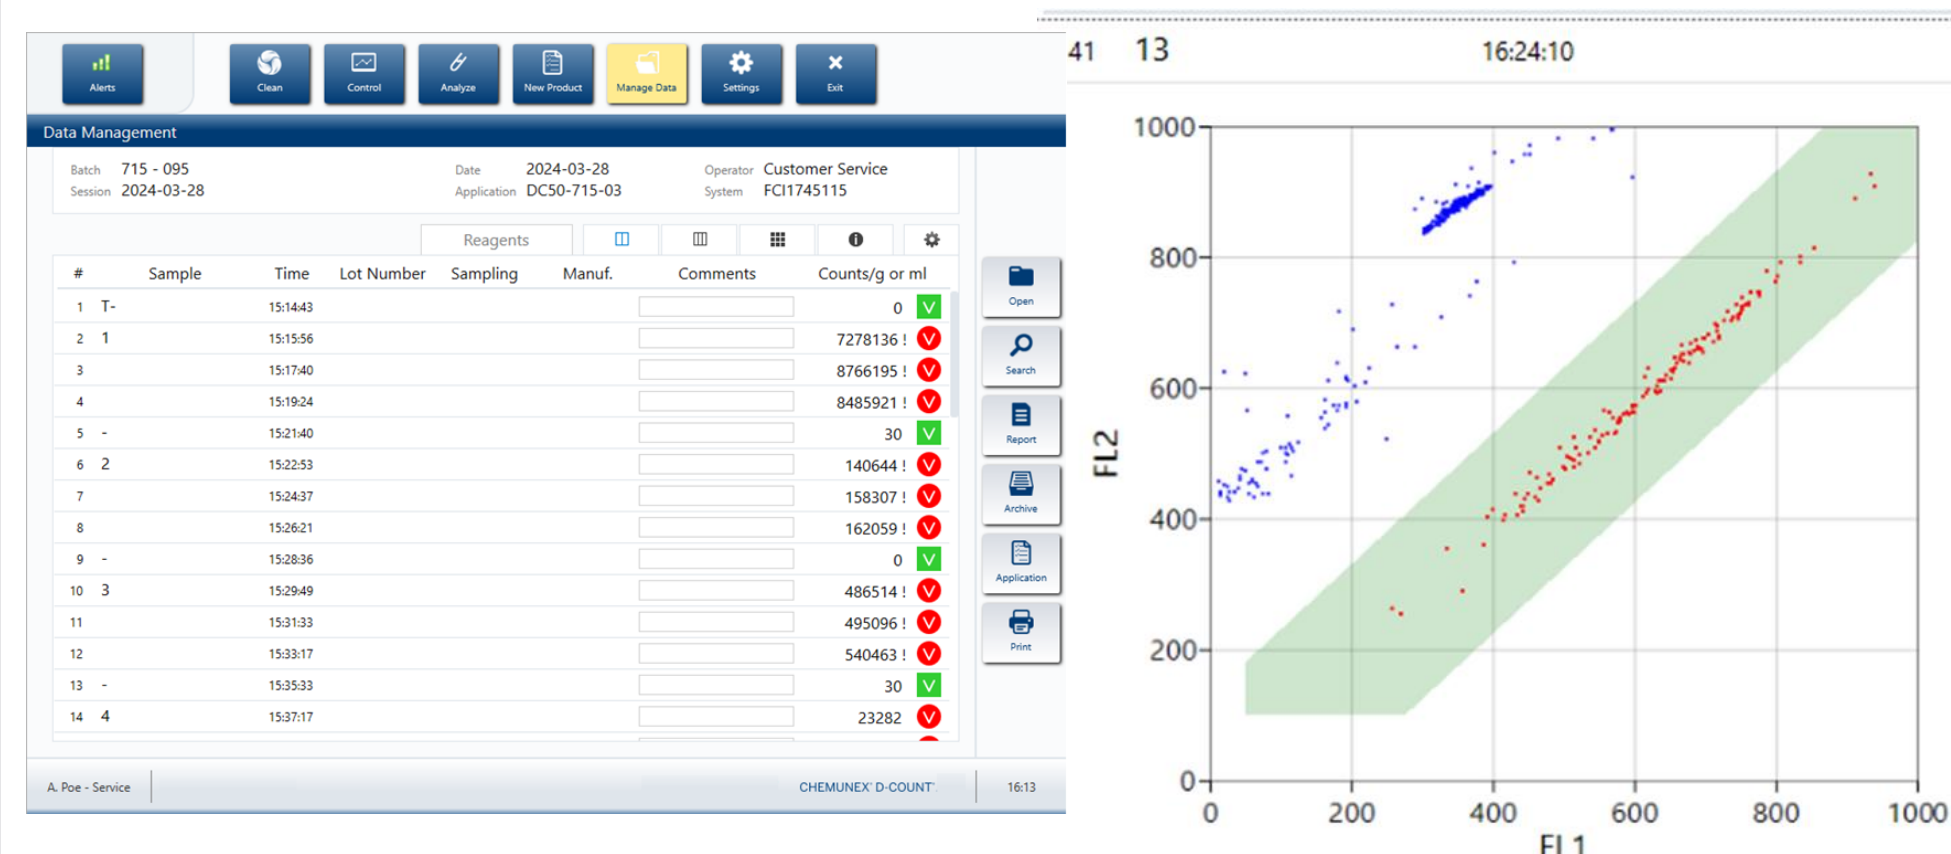 Alerts
Clean
Control
Analyze
New Product
Manage Data
Settings
Exit
Data Management
Batch 715 - 095 Date 2024-03-28 Operator Customer Service
Session 2024-03-28 Application DC50-715-03 System FCI1745115
Reagents
# Sample Time Lot Number Sampling Manuf. Comments Counts/g or ml
1 T- 15:14:43 0 V
2 1 15:15:56 7278136 ! V
3 15:17:40 8766195 ! V
4 15:19:24 8485921 ! V
5 - 15:21:40 30 V
6 2 15:22:53 140644 ! V
7 15:24:37 158307 ! V
8 15:26:21 162059 ! V
9 - 15:28:36 0 V
10 3 15:29:49 486514 ! V
11 15:31:33 495096 ! V
12 15:33:17 540463 ! V
13 - 15:35:33 30 V
14 4 15:37:17 23282 V
Open
Search
Report
Archive
Application
Print
A. Poe - Service
CHEMUNEX® D-COUNT®
16:13
41 13 16:24:10
1000
800
600
400
200
0
FL2
0 200 400 600 800 1000
FL1